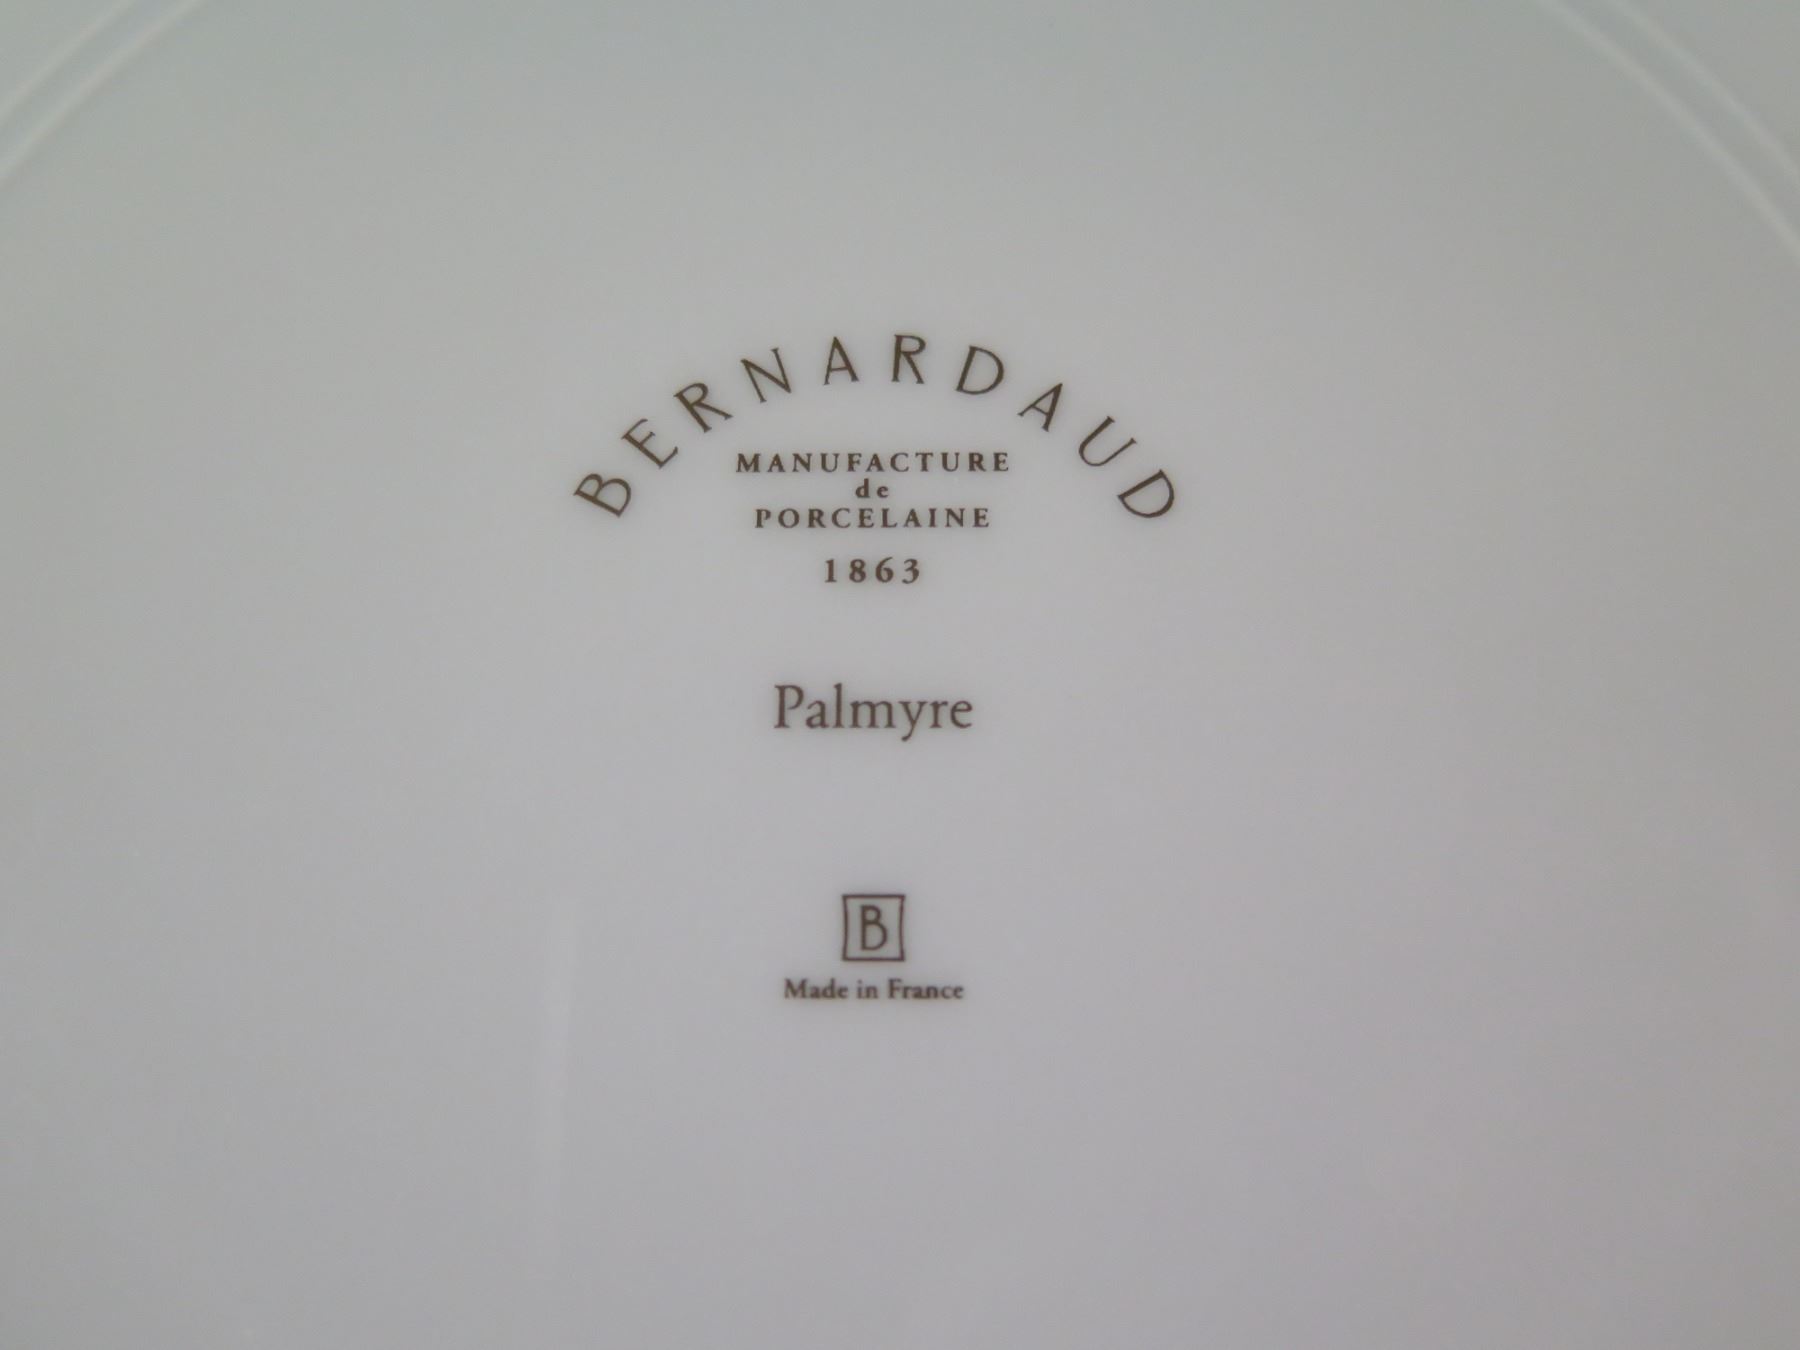 BERNARDAUD
MANUFACTURE
de
PORCELAINE
1863
Palmyre
B
Made in France